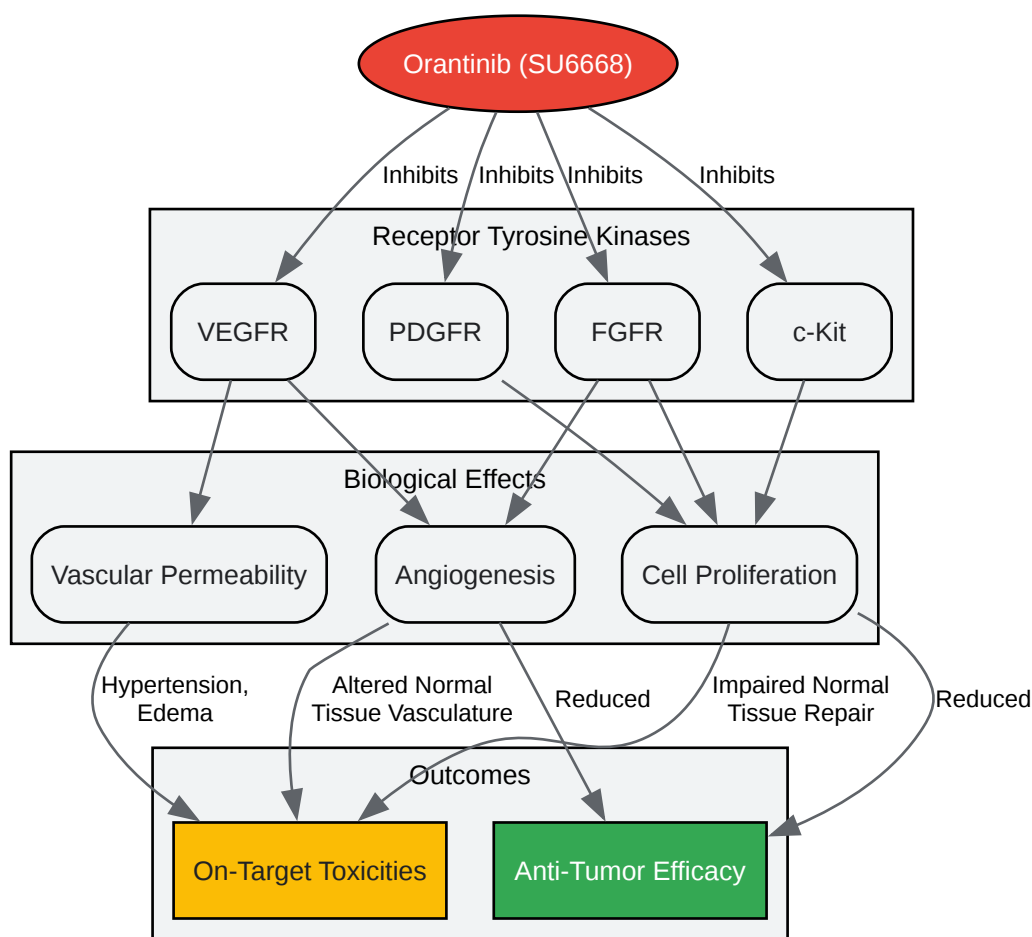 Orantinib (SU6668)
Inhibits
Inhibits
Inhibits
Inhibits
Receptor Tyrosine Kinases
VEGFR
PDGFR
FGFR
c-Kit
Biological Effects
Vascular Permeability
Angiogenesis
Cell Proliferation
Hypertension,
Edema
Altered Normal
Tissue Vasculature
Reduced
Impaired Normal
Tissue Repair
Reduced
Outcomes
On-Target Toxicities
Anti-Tumor Efficacy